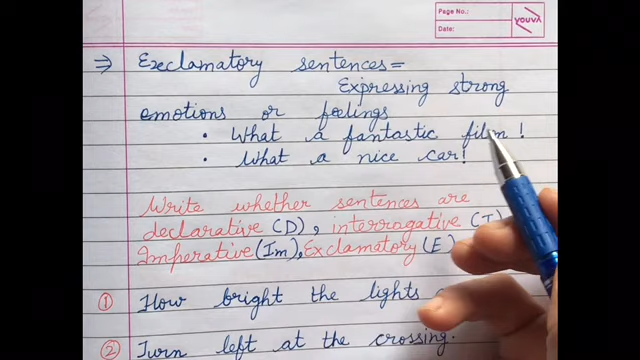 Page No.:
Date:
YOUVA
⇒ Exclamatory sentences =
Expressing strong
emotions or feelings
• What a fantastic film!
• What a nice car!
Write whether sentences are
declarative (D), interrogative (I)
Imperative (Im), Exclamatory (E)
① How bright the lights
② Turn left at the crossing.